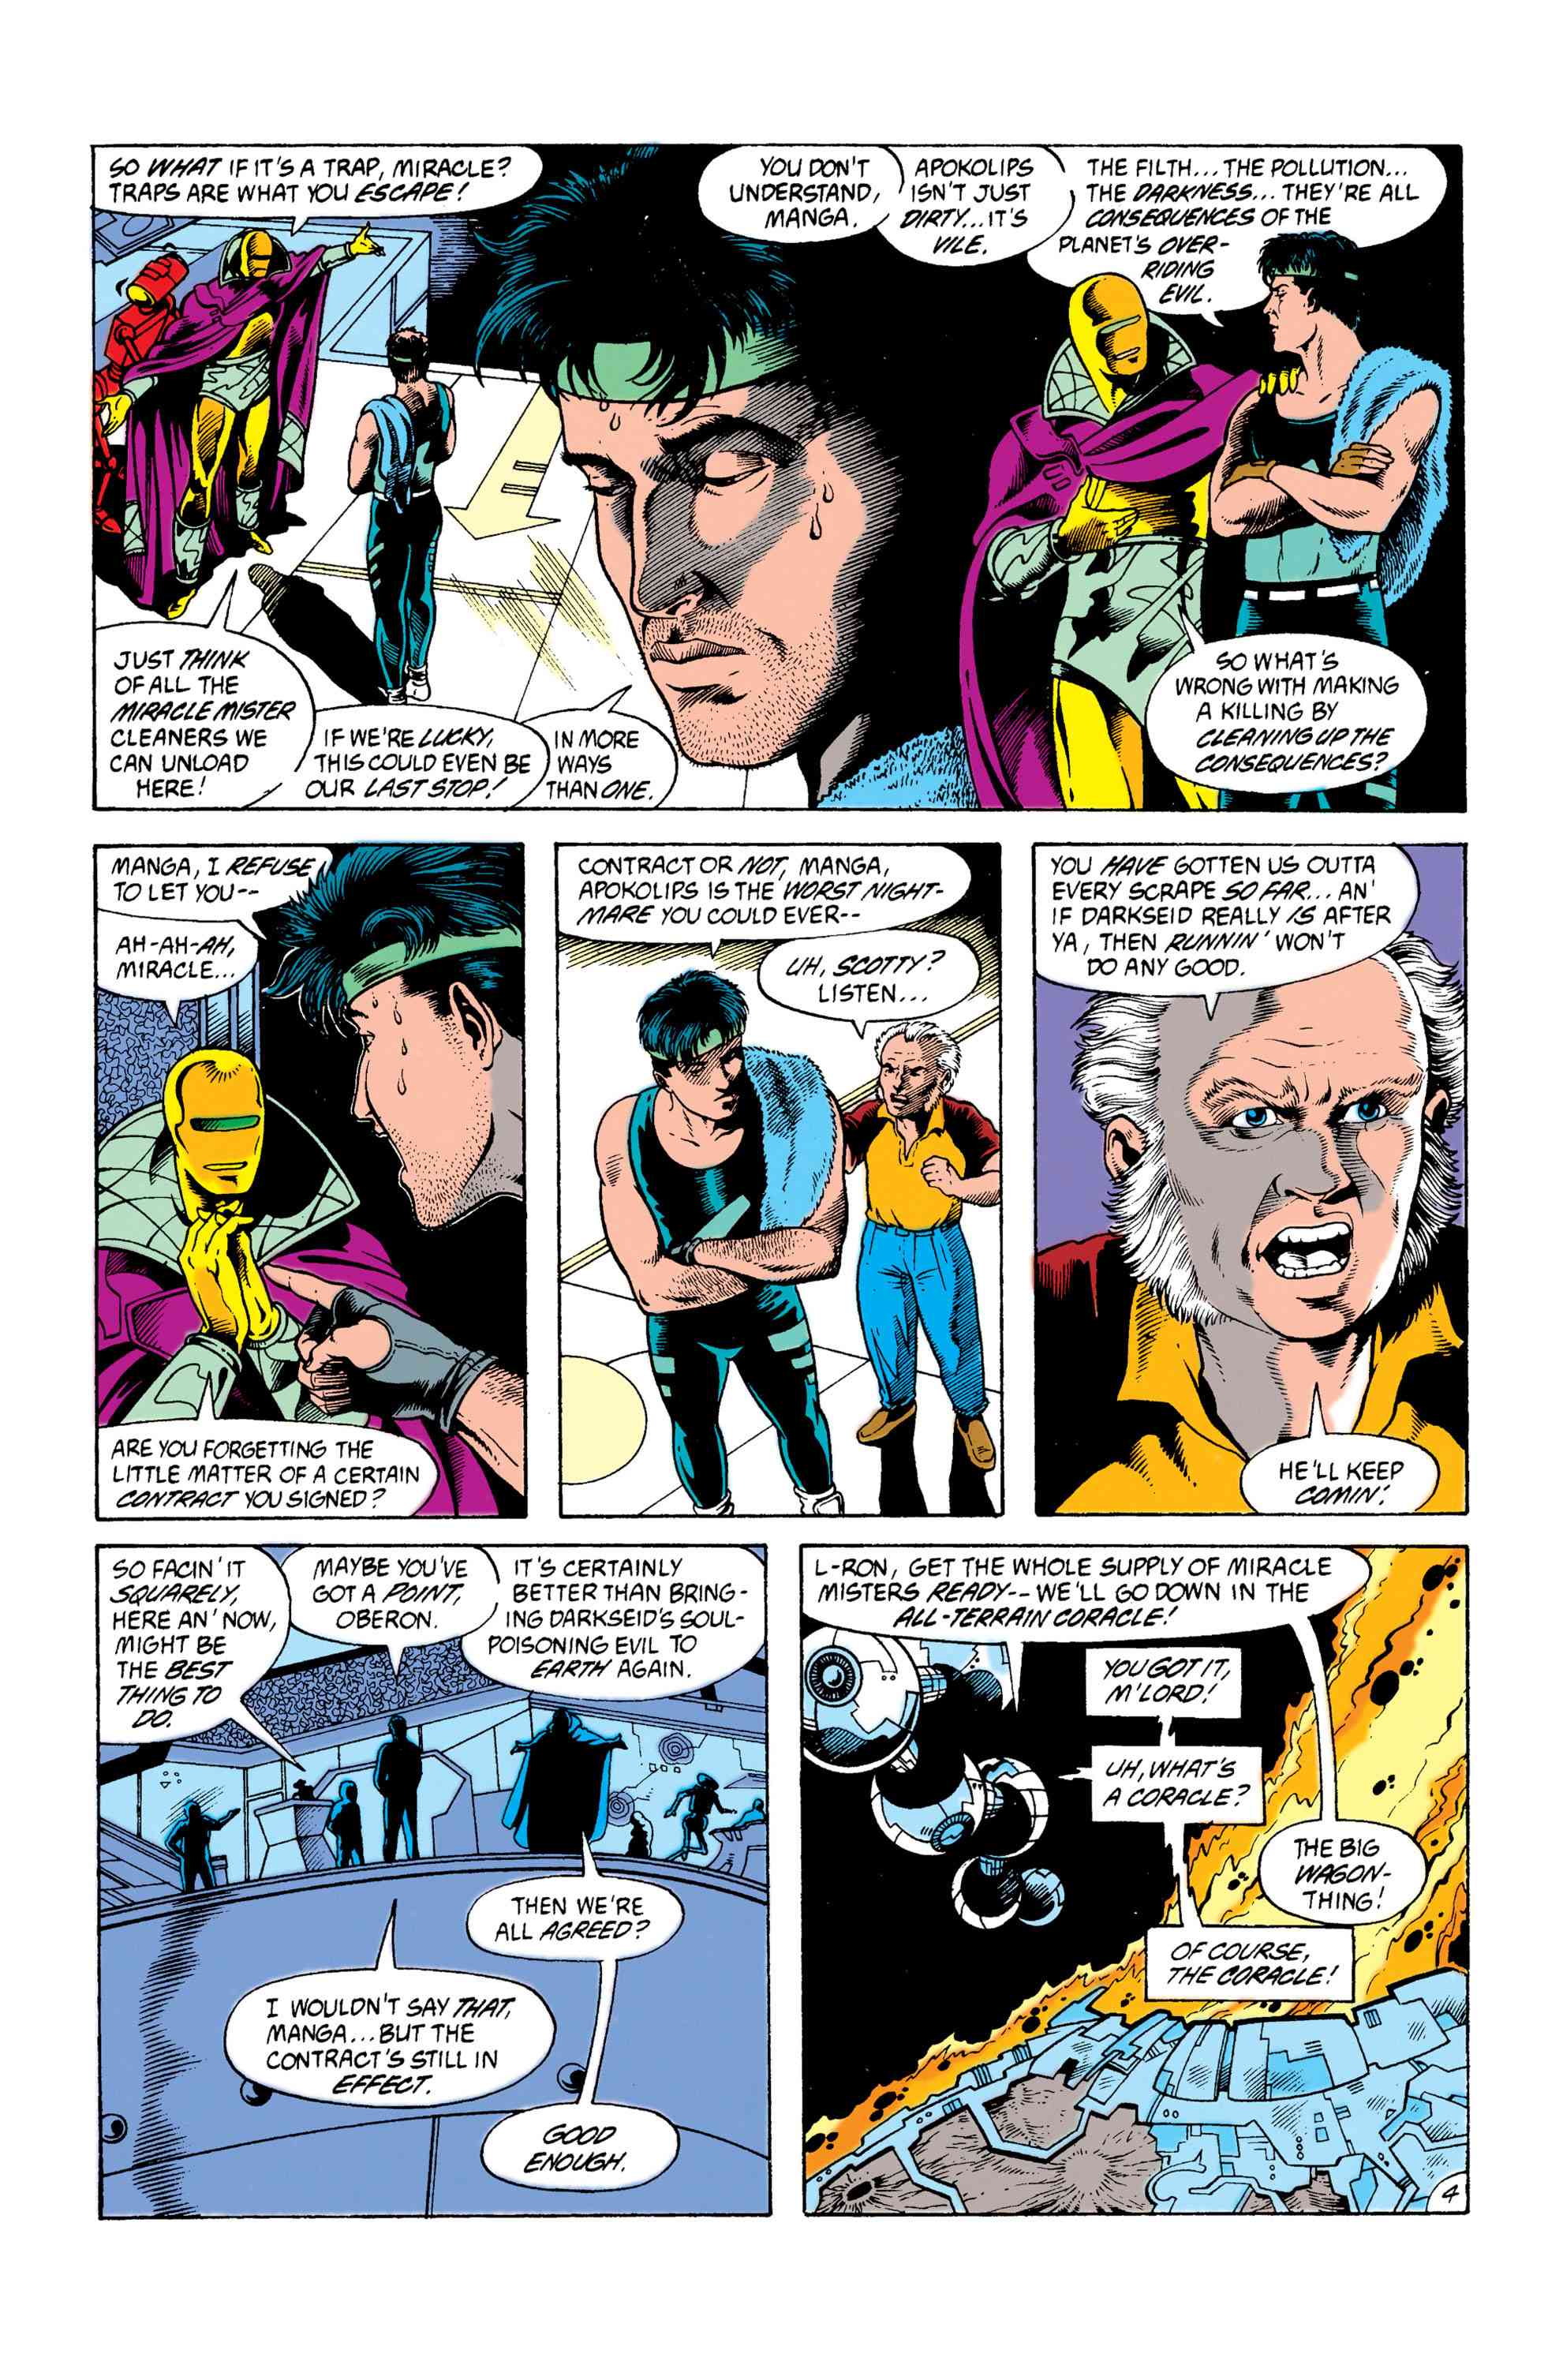 SO WHAT IF IT'S A TRAP, MIRACLE?
TRAPS ARE WHAT YOU ESCAPE!
JUST THINK
OF ALL THE
MIRACLE MISTER
CLEANERS WE
CAN UNLOAD
HERE!
IF WE'RE LUCKY,
THIS COULD EVEN BE
OUR LAST STOP!
IN MORE
WAYS
THAN ONE.
YOU DON'T
UNDERSTAND,
MANGA.
APOKOLIPS
ISN'T JUST
DIRTY...IT'S
VILE.
THE FILTH...THE POLLUTION...
THE DARKNESS...THEY'RE ALL
CONSEQUENCES OF THE
PLANET'S OVER-
RIDING
EVIL.
SO WHAT'S
WRONG WITH MAKING
A KILLING BY
CLEANING UP THE
CONSEQUENCES?
MANGA, I REFUSE
TO LET YOU--
AH-AH-AH,
MIRACLE...
ARE YOU FORGETTING THE
LITTLE MATTER OF A CERTAIN
CONTRACT YOU SIGNED?
CONTRACT OR NOT, MANGA,
APOKOLIPS IS THE WORST NIGHT-
MARE YOU COULD EVER--
UH, SCOTTY?
LISTEN...
YOU HAVE GOTTEN US OUTTA
EVERY SCRAPE SO FAR...AN'
IF DARKSEID REALLY IS AFTER
YA, THEN RUNNIN' WON'T
DO ANY GOOD.
HE'LL KEEP
COMIN'.
SO FACIN' IT
SQUARELY,
HERE AN' NOW,
MIGHT BE
THE BEST
THING TO
DO.
MAYBE YOU'VE
GOT A POINT,
OBERON.
IT'S CERTAINLY
BETTER THAN BRING-
ING DARKSEID'S SOUL-
POISONING EVIL TO
EARTH AGAIN.
THEN WE'RE
ALL AGREED?
I WOULDN'T SAY THAT,
MANGA...BUT THE
CONTRACT'S STILL IN
EFFECT.
GOOD
ENOUGH.
L-RON, GET THE WHOLE SUPPLY OF MIRACLE
MISTERS READY--WE'LL GO DOWN IN THE
ALL-TERRAIN CORACLE!
YOU GOT IT,
M'LORD!
UH, WHAT'S
A CORACLE?
THE BIG
WAGON-
THING!
OF COURSE,
THE CORACLE!
4